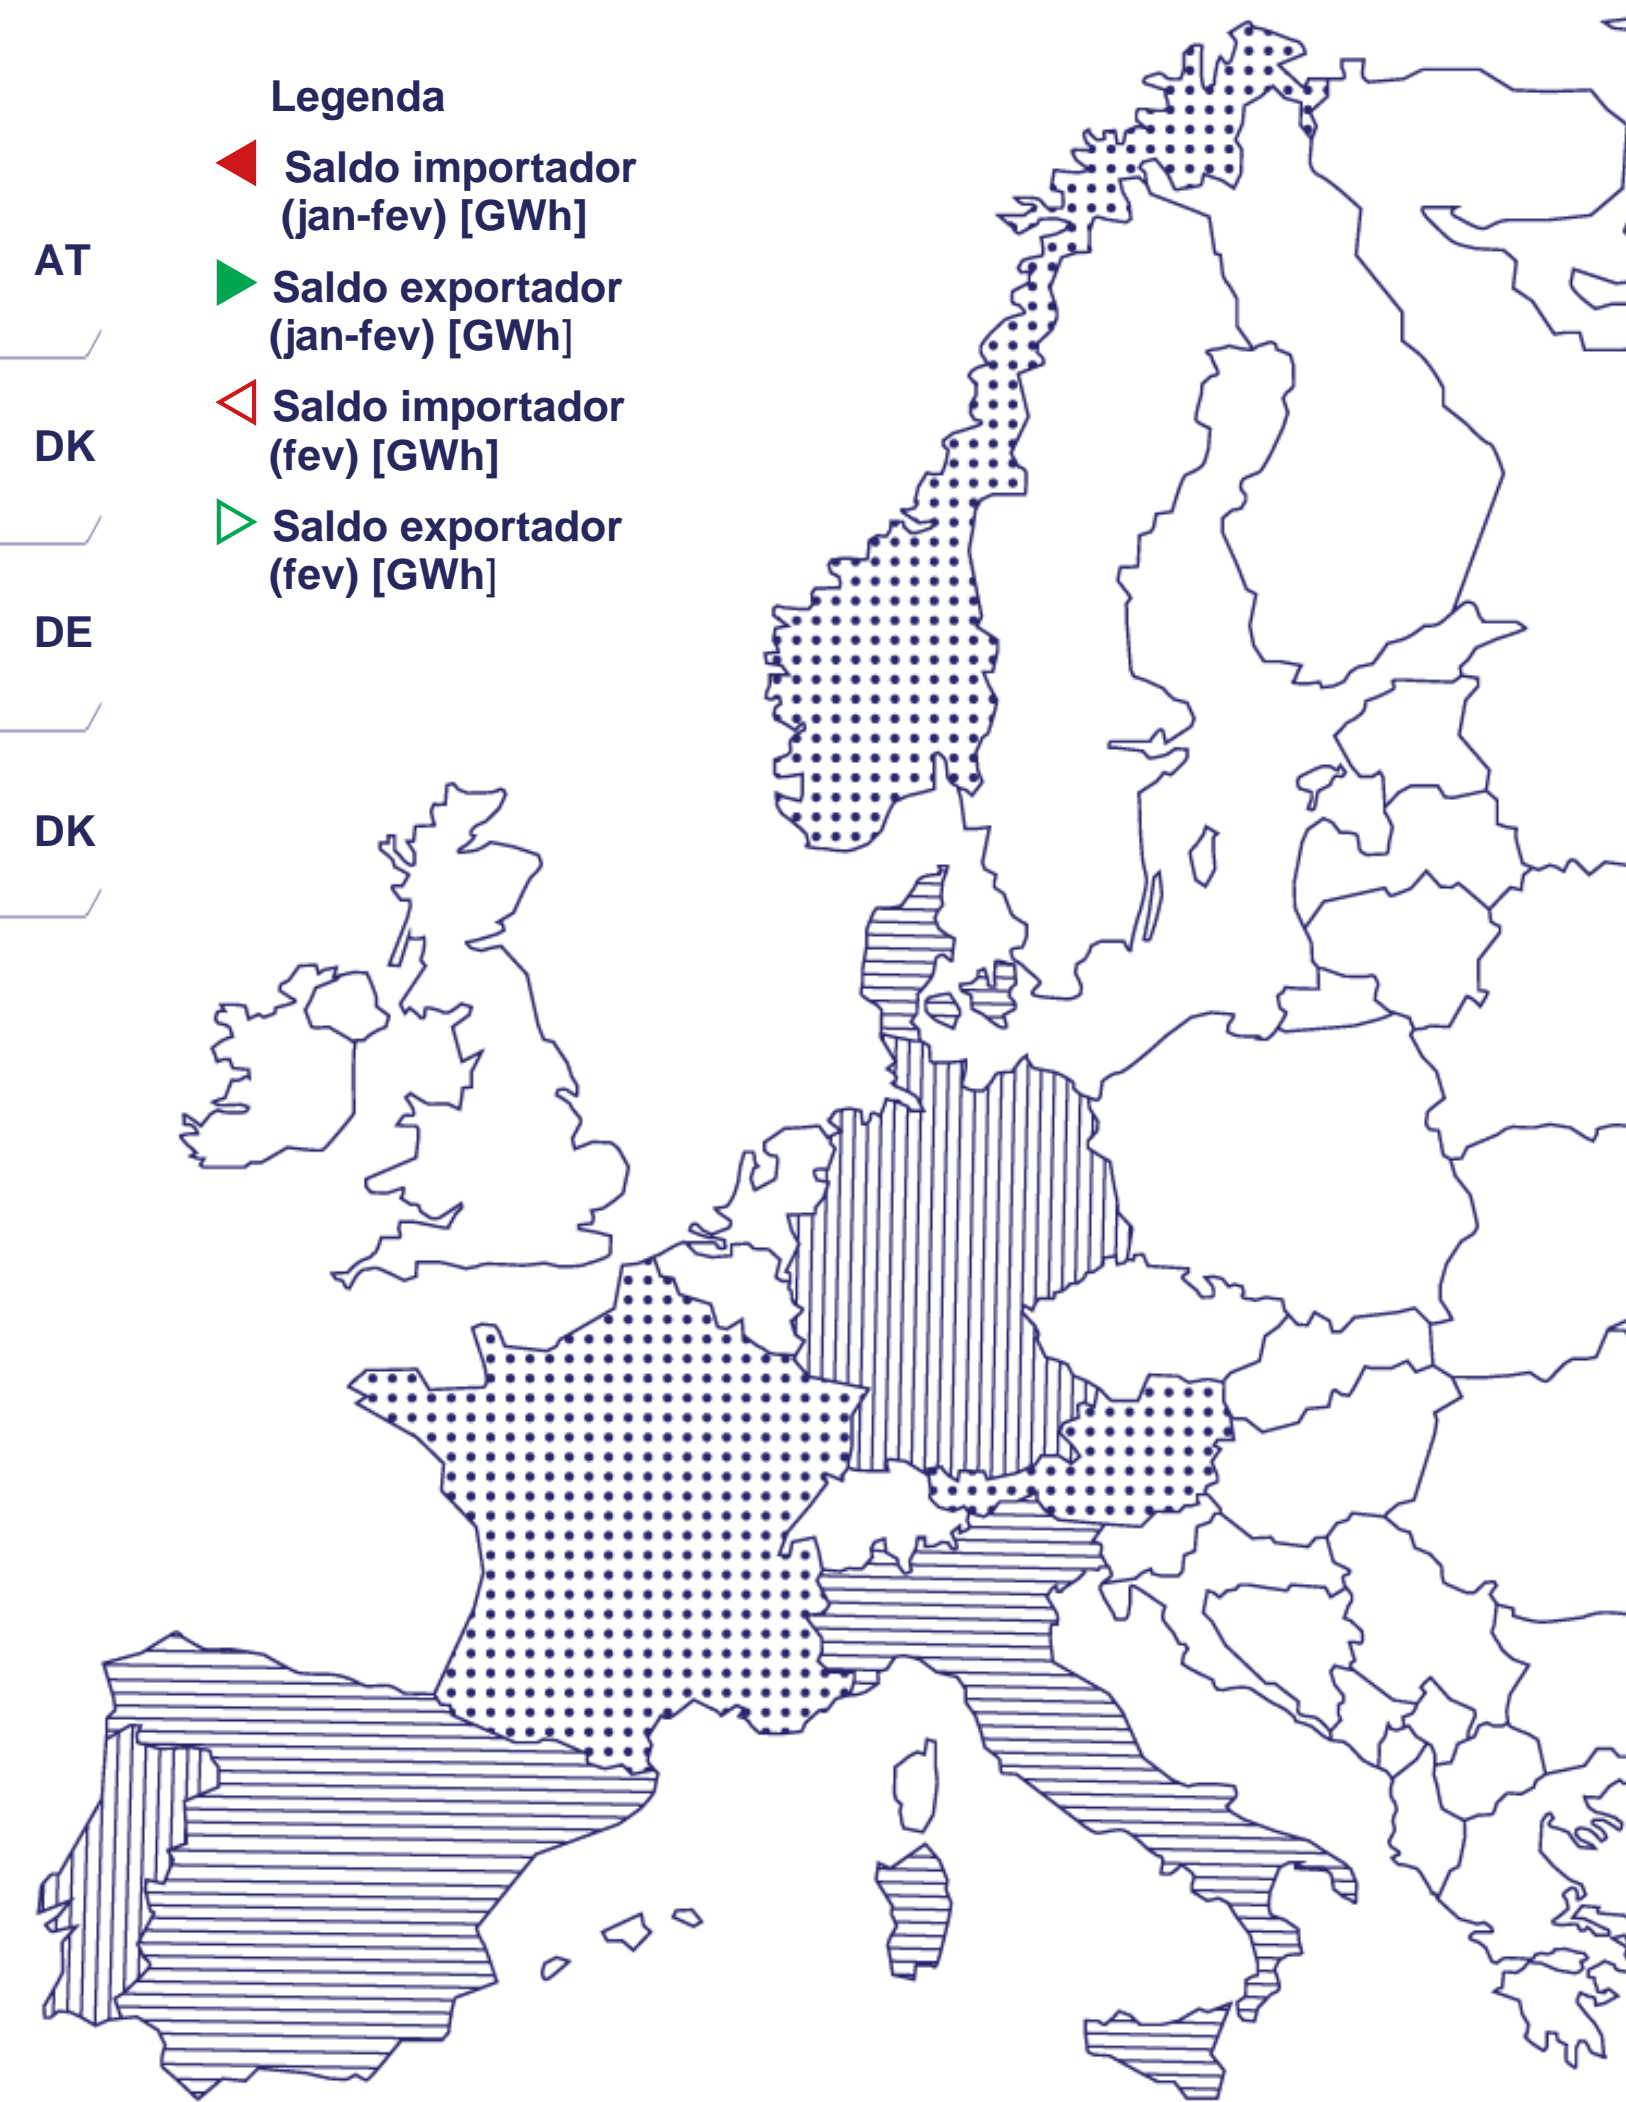 Legenda
Saldo importador
(jan-fev) [GWh]
AT
Saldo exportador
(jan-fev) [GWh]
Saldo importador
DK
(fev) [GWh]
Saldo exportador
(fev) [GWh]
DE
DK